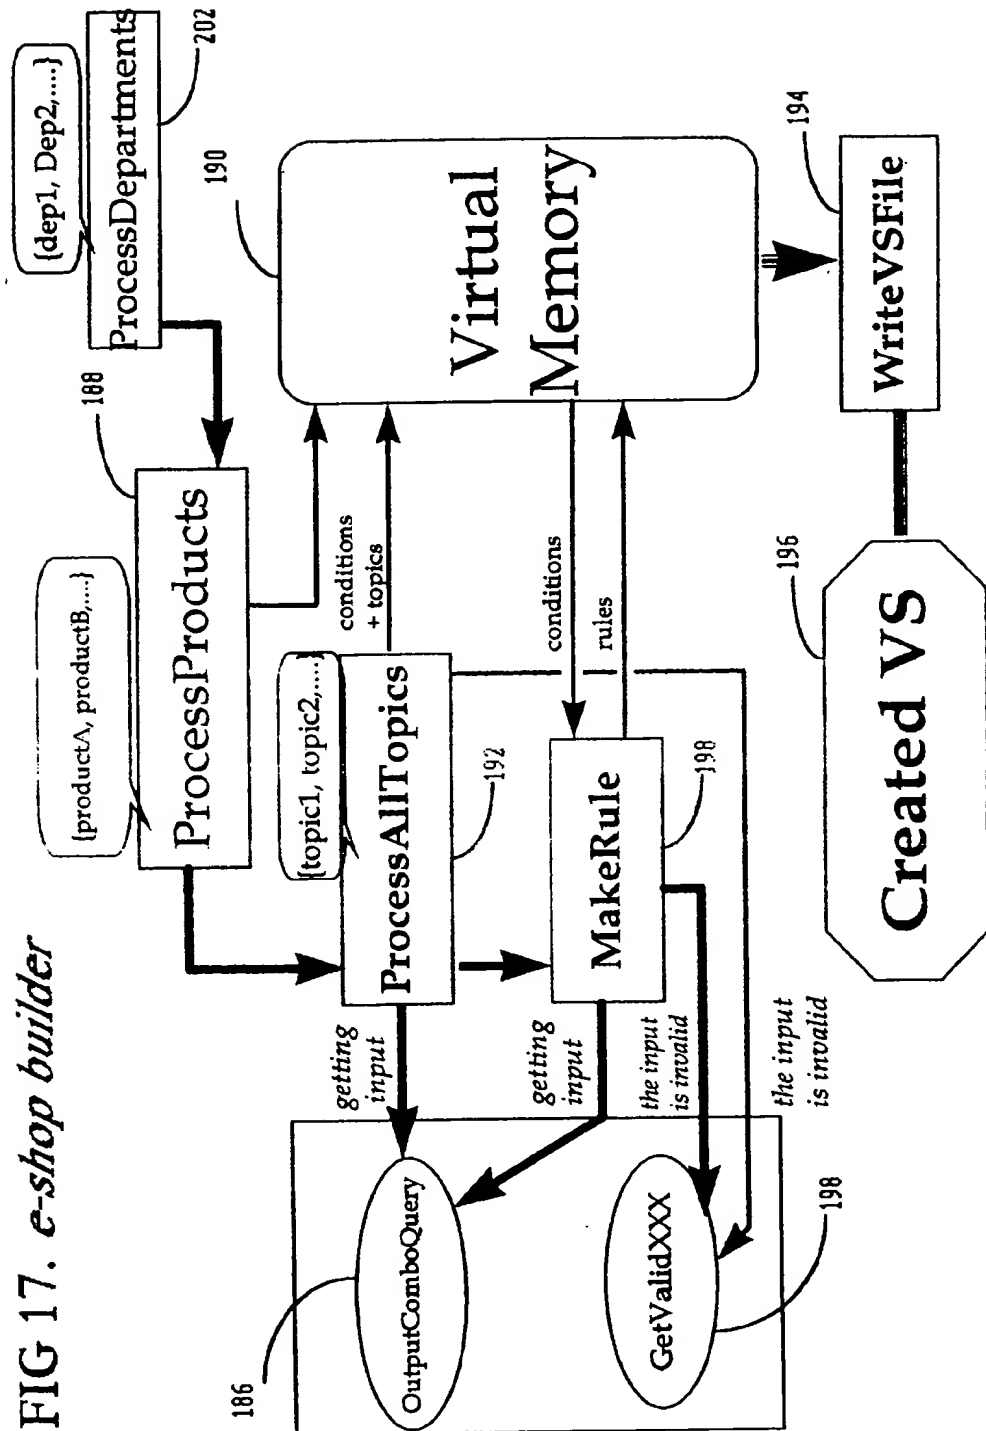 FIG 17. e-shop builder
{dep1, Dep2,....}
ProcessDepartments
202
{productA, productB,....}
ProcessProducts
188
{topic1, topic2,....}
ProcessAllTopics
192
conditions
+ topics
190
Virtual
Memory
getting
input
186
OutputComboQuery
MakeRule
198
conditions
rules
getting
input
the input
is invalid
the input
is invalid
GetValidXXX
198
194
WriteVSFile
196
Created VS